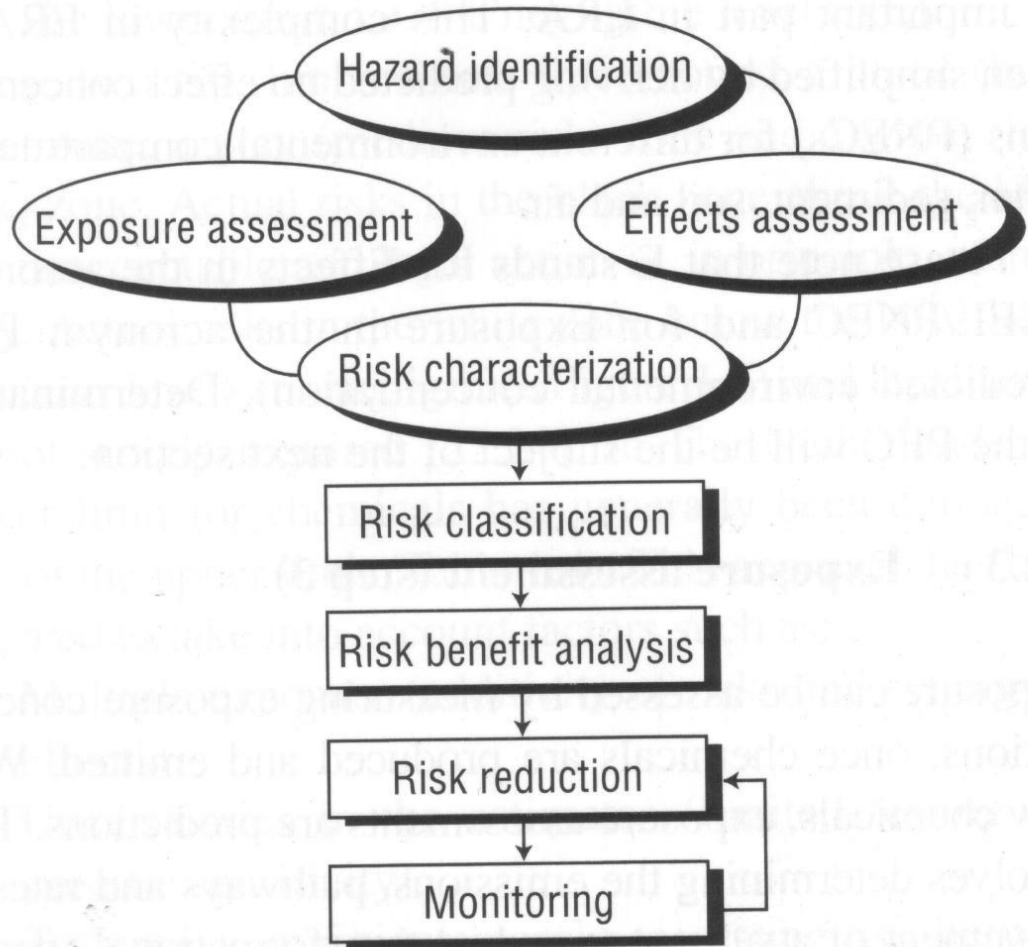 Hazard identification
Exposure assessment
Effects assessment
Risk characterization
Risk classification
Risk benefit analysis
Risk reduction
Monitoring